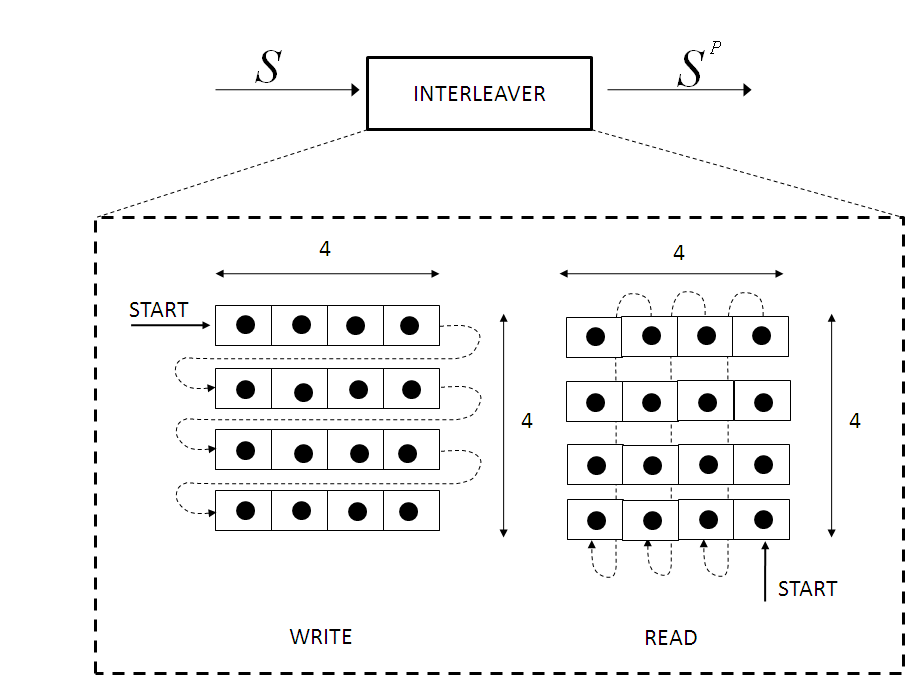 S
S^P
INTERLEAVER
4
4
START
START
4
4
WRITE
READ